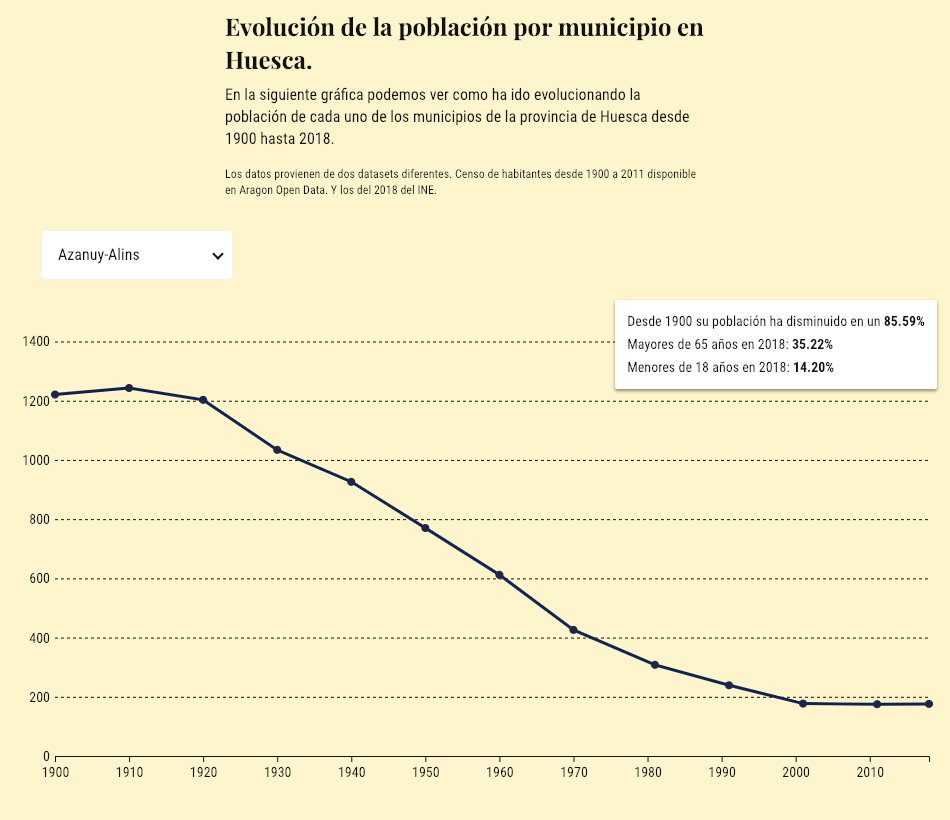 Evolución de la población por municipio en
Huesca.
En la siguiente gráfica podemos ver como ha ido evolucionando la
población de cada uno de los municipios de la provincia de Huesca desde
1900 hasta 2018.
Los datos provienen de dos datasets diferentes. Censo de habitantes desde 1900 a 2011 disponible
en Aragon Open Data. Y los del 2018 del INE.
Azanuy-Alins
Desde 1900 su población ha disminuido en un 85.59%
Mayores de 65 años en 2018: 35.22%
Menores de 18 años en 2018: 14.20%
1400
1200
1000
800
600
400
200
0
1900 1910 1920 1930 1940 1950 1960 1970 1980 1990 2000 2010